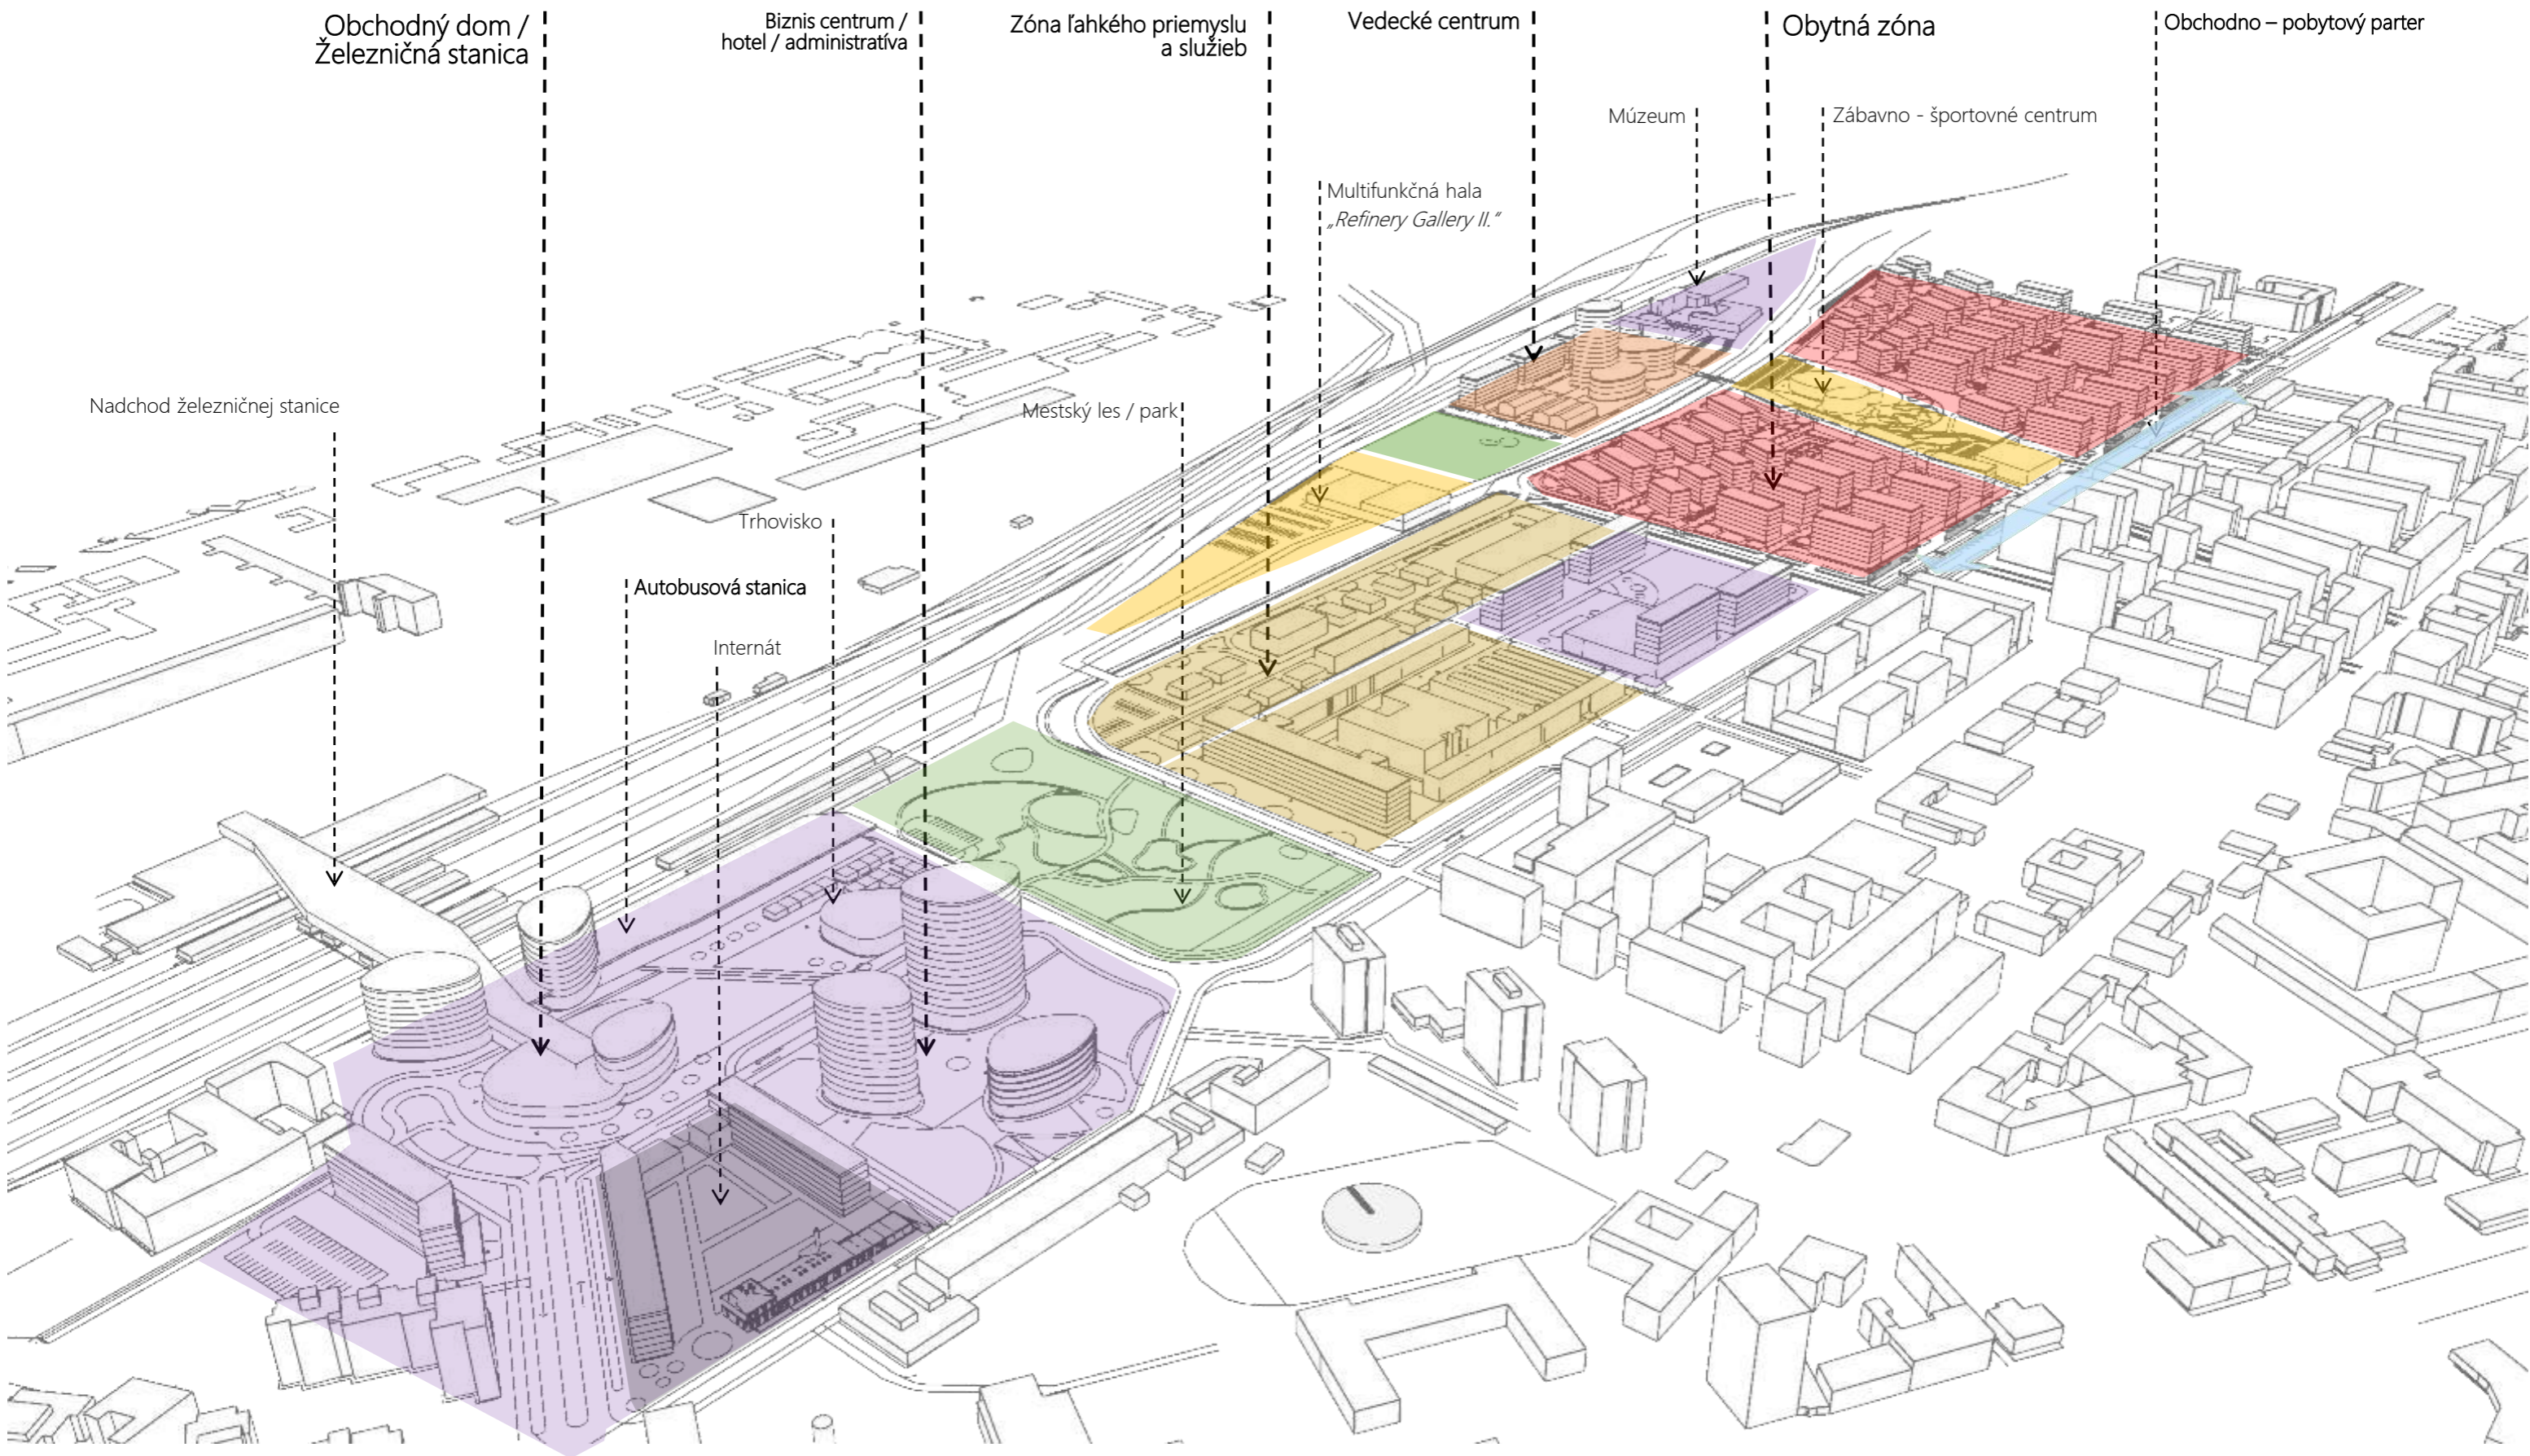 Obchodný dom /
Železničná stanica
Biznis centrum /
hotel / administratíva
Zóna ľahkého priemyslu
a služieb
Vedecké centrum
Obytná zóna
Obchodno – pobytový parter
Múzeum
Zábavno - športovné centrum
Multifunkčná hala
„Refinery Gallery II.“
Nadchod železničnej stanice
Mestský les / park
Trhovisko
Autobusová stanica
Internát